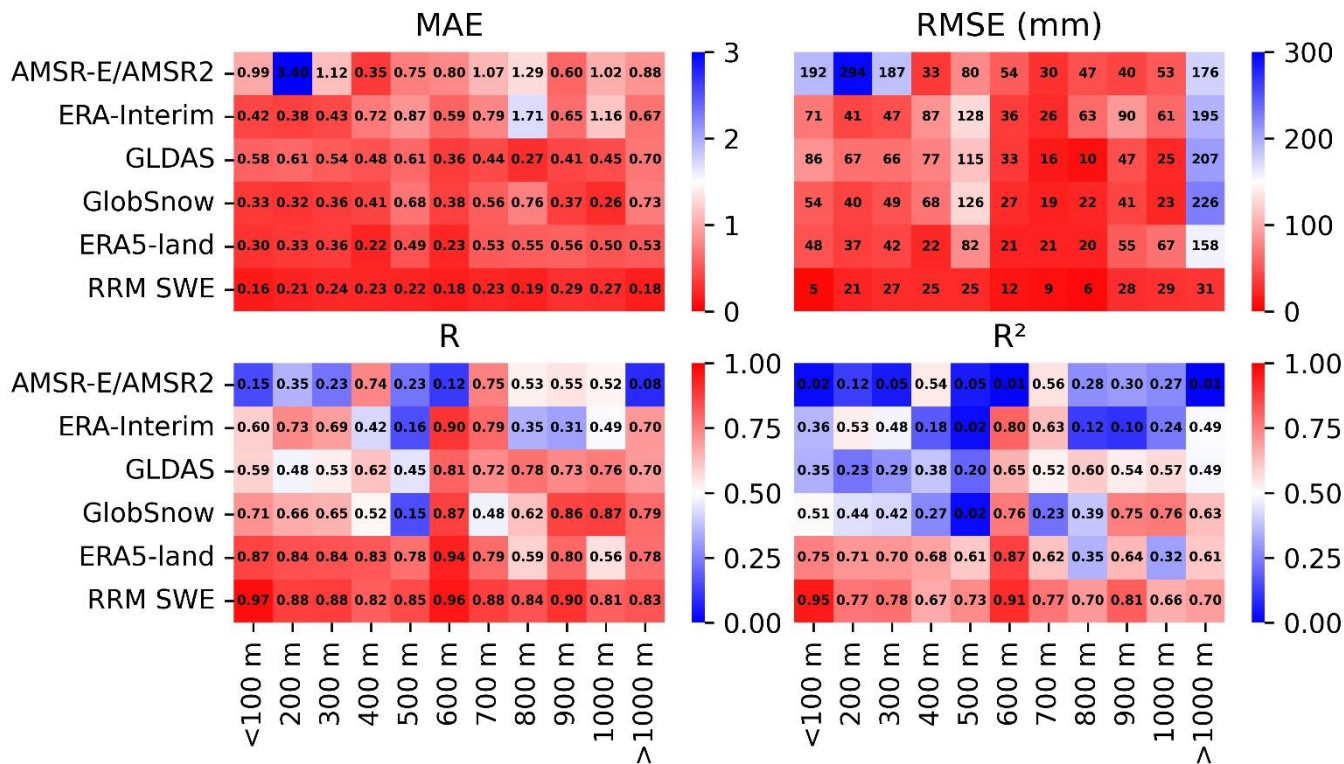 MAE RMSE (mm)
AMSR-E/AMSR2 0.99 3.40 1.12 0.35 0.75 0.80 1.07 1.29 0.60 1.02 0.88 3 192 294 187 33 80 54 30 47 40 53 176 300
ERA-Interim 0.42 0.38 0.43 0.72 0.87 0.59 0.79 1.71 0.65 1.16 0.67 2 71 41 47 87 128 36 26 63 90 61 195 200
GLDAS 0.58 0.61 0.54 0.48 0.61 0.36 0.44 0.27 0.41 0.45 0.70 86 67 66 77 115 33 16 10 47 25 207
GlobSnow 0.33 0.32 0.36 0.41 0.68 0.38 0.56 0.76 0.37 0.26 0.73 1 54 40 49 68 126 27 19 22 41 23 226 100
ERA5-land 0.30 0.33 0.36 0.22 0.49 0.23 0.53 0.55 0.56 0.50 0.53 48 37 42 22 82 21 21 20 55 67 158
RRM SWE 0.16 0.21 0.24 0.23 0.22 0.18 0.23 0.19 0.29 0.27 0.18 0 5 21 27 25 25 12 9 6 28 29 31 0
R R²
AMSR-E/AMSR2 0.15 0.35 0.23 0.74 0.23 0.12 0.75 0.53 0.55 0.52 0.08 1.00 0.02 0.12 0.05 0.54 0.05 0.01 0.56 0.28 0.30 0.27 0.01 1.00
ERA-Interim 0.60 0.73 0.69 0.42 0.16 0.90 0.79 0.35 0.31 0.49 0.70 0.75 0.36 0.53 0.48 0.18 0.02 0.80 0.63 0.12 0.10 0.24 0.49 0.75
GLDAS 0.59 0.48 0.53 0.62 0.45 0.81 0.72 0.78 0.73 0.76 0.70 0.50 0.35 0.23 0.29 0.38 0.20 0.65 0.52 0.60 0.54 0.57 0.49 0.50
GlobSnow 0.71 0.66 0.65 0.52 0.15 0.87 0.48 0.62 0.86 0.87 0.79 0.51 0.44 0.42 0.27 0.02 0.76 0.23 0.39 0.75 0.76 0.63
ERA5-land 0.87 0.84 0.84 0.83 0.78 0.94 0.79 0.59 0.80 0.56 0.78 0.25 0.75 0.71 0.70 0.68 0.61 0.87 0.62 0.35 0.64 0.32 0.61 0.25
RRM SWE 0.97 0.88 0.88 0.82 0.85 0.96 0.88 0.84 0.90 0.81 0.83 0.00 0.95 0.77 0.78 0.67 0.73 0.91 0.77 0.70 0.81 0.66 0.70 0.00
<100 m 200 m 300 m 400 m 500 m 600 m 700 m 800 m 900 m 1000 m >1000 m <100 m 200 m 300 m 400 m 500 m 600 m 700 m 800 m 900 m 1000 m >1000 m